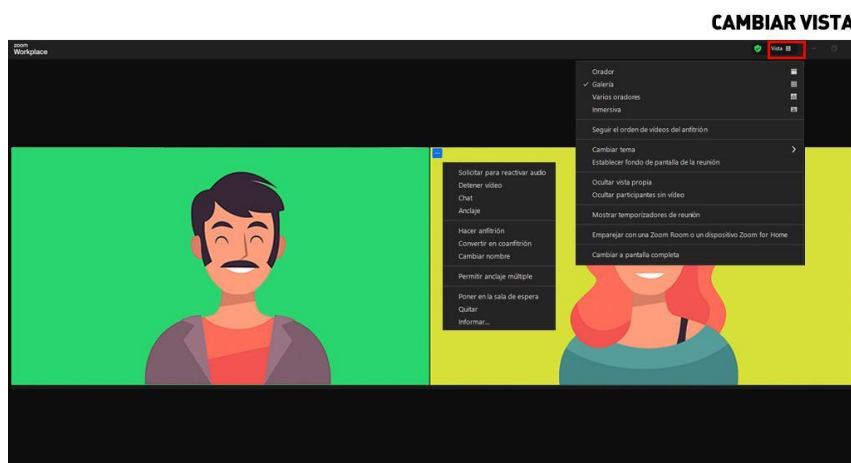 CAMBIAR VISTA
zoom
Workplace
Vista
Orador
Galería
Varios oradores
Inmersiva
Seguir el orden de vídeos del anfitrión
Cambiar tema
Establecer fondo de pantalla de la reunión
Ocultar vista propia
Ocultar participantes sin vídeo
Mostrar temporizadores de reunión
Emparejar con una Zoom Room o un dispositivo Zoom for Home
Cambiar a pantalla completa
Solicitar para reactivar audio
Detener vídeo
Chat
Anclaje
Hacer anfitrión
Convertir en coanfitrión
Cambiar nombre
Permitir anclaje múltiple
Poner en la sala de espera
Quitar
Informar...